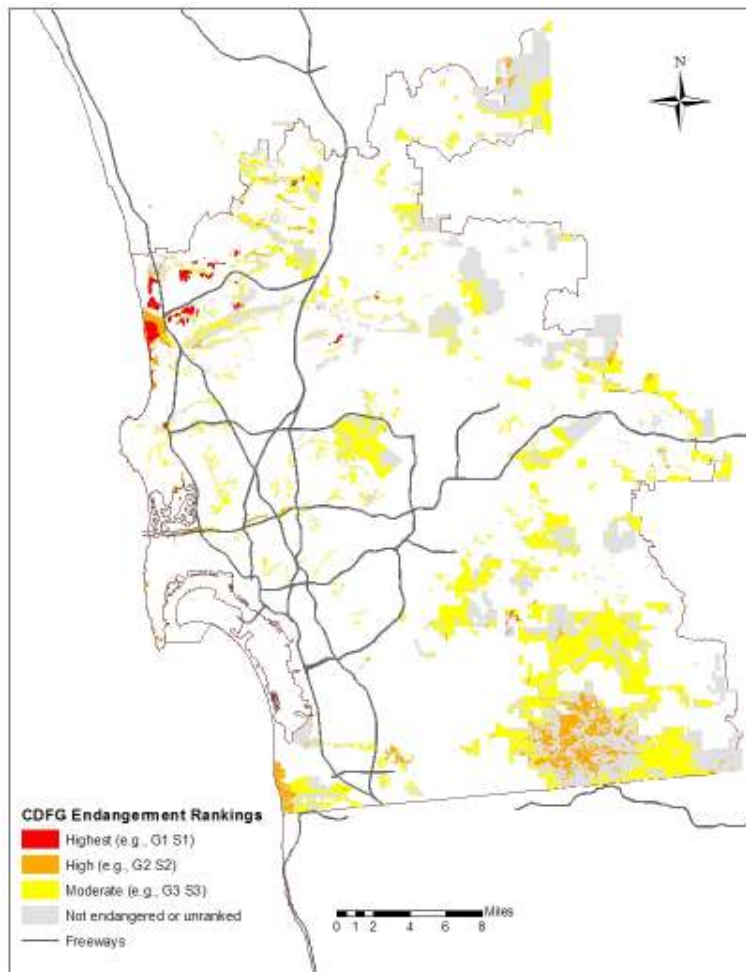 N
CDFG Endangerment Rankings
Highest (e.g., G1 S1)
High (e.g., G2 S2)
Moderate (e.g., G3 S3)
Not endangered or unranked
Freeways
Miles
0 1 2 4 6 8